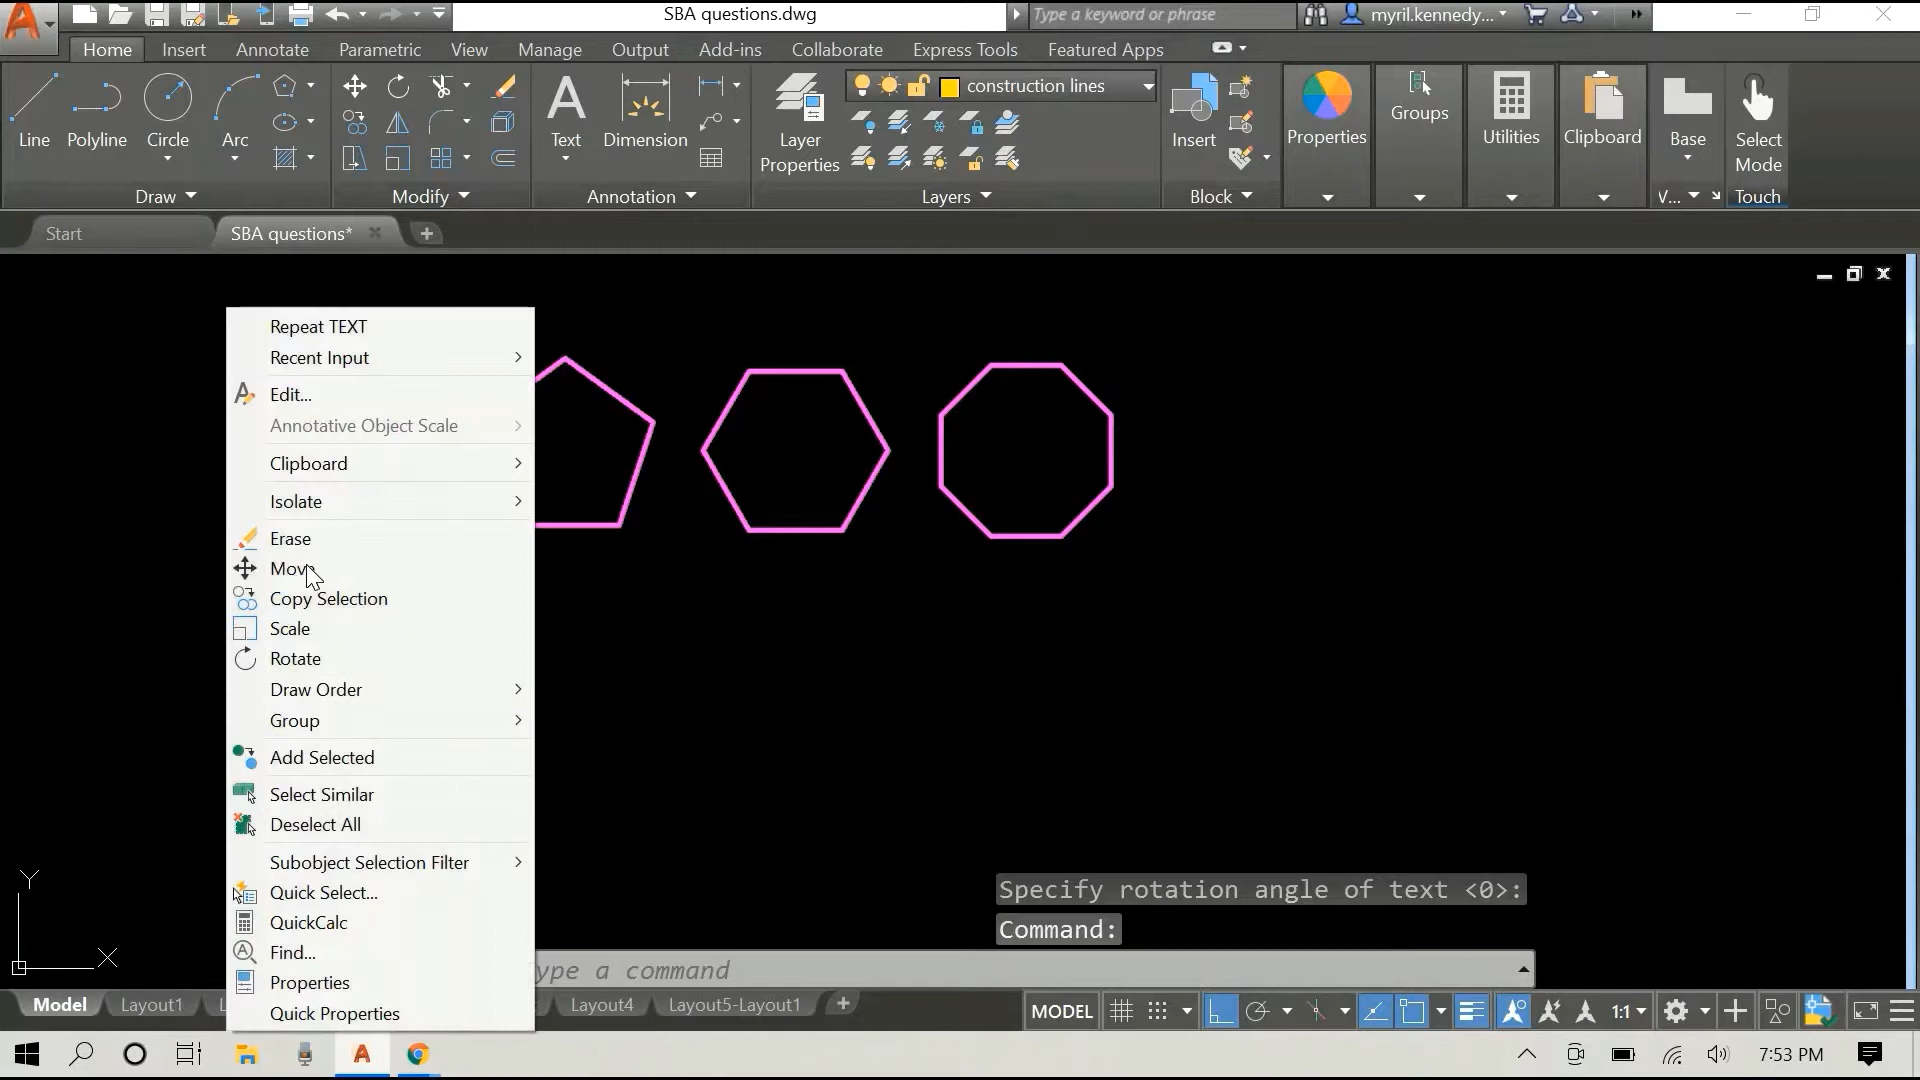 SBA questions.dwg
Type a keyword or phrase
myril.kennedy...
Home Insert Annotate Parametric View Manage Output Add-ins Collaborate Express Tools Featured Apps
Line Polyline Circle Arc
Text Dimension
Layer Properties
construction lines
Insert
Properties
Groups
Utilities
Clipboard
Base
Select Mode
Draw Modify Annotation Layers Block V... Touch
Start SBA questions*
Repeat TEXT
Recent Input
Edit...
Annotative Object Scale
Clipboard
Isolate
Erase
Move
Copy Selection
Scale
Rotate
Draw Order
Group
Add Selected
Select Similar
Deselect All
Subobject Selection Filter
Quick Select...
QuickCalc
Find...
Properties
Quick Properties
Y
X
Specify rotation angle of text <0>:
Command:
ype a command
Model Layout1 L Layout4 Layout5-Layout1
MODEL 1:1
7:53 PM